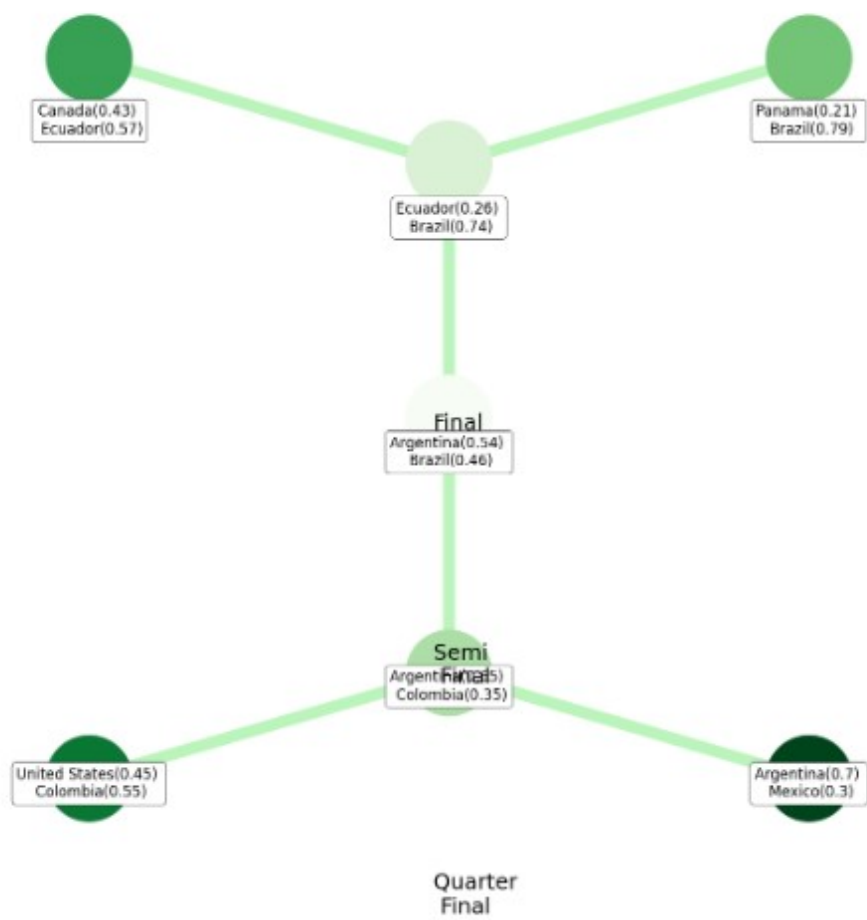 Canada(0.43)
Ecuador(0.57)
Panama(0.21)
Brazil(0.79)
Ecuador(0.26)
Brazil(0.74)
Final
Argentina(0.54)
Brazil(0.46)
Semi
Final
Colombia(0.35)
United States(0.45)
Colombia(0.55)
Argentina(0.7)
Mexico(0.3)
Quarter
Final